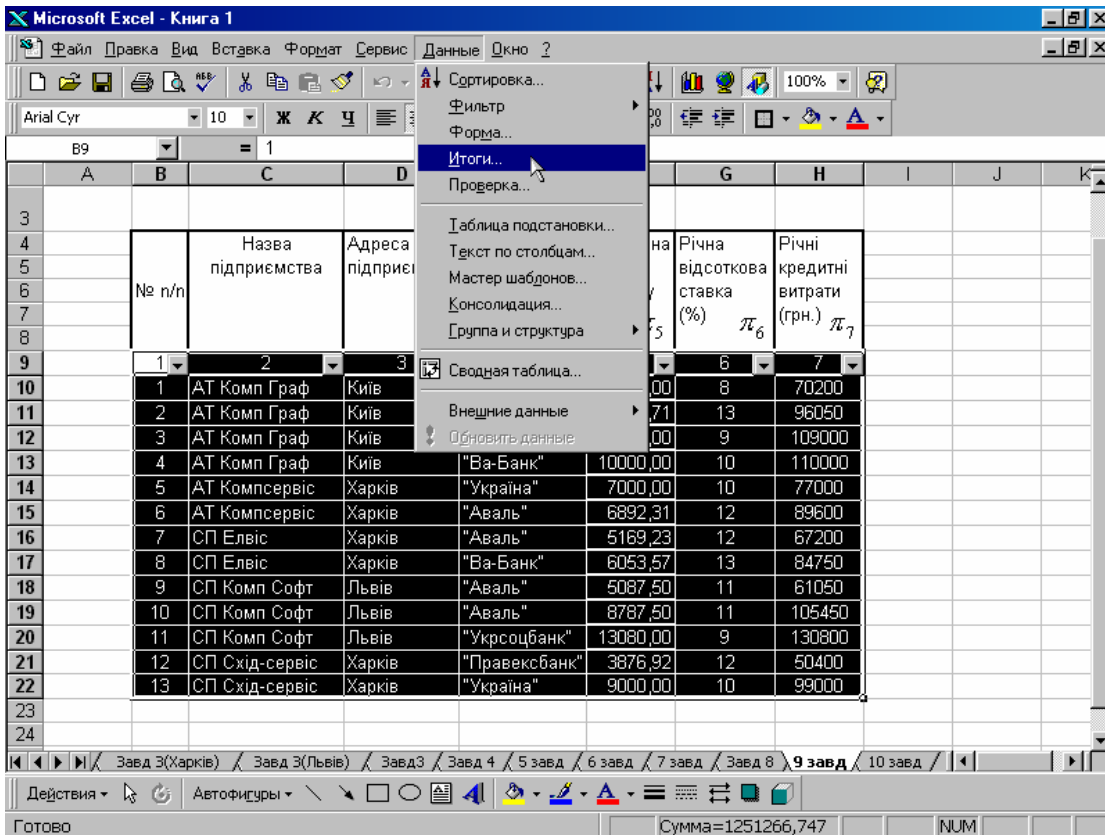 Microsoft Excel - Книга 1
Файл Правка Вид Вставка Формат Сервис Данные Окно ?
100%
Arial Cyr 10 Ж К Ч
B9 = 1
A B C D G H I J K
Сортировка...
Фильтр
Форма...
Итоги...
Проверка...
Таблица подстановки...
Текст по столбцам...
Мастер шаблонов...
Консолидация...
Группа и структура
Сводная таблица...
Внешние данные
Обновить данные
3
4 Назва Адреса на Річна Річні
5 підприємства відсоткова кредитні
6 № n/n ставка витрати
7 (%) π6 (грн.) π7
8
9 1 2 3 6 7
10 1 АТ Комп Граф Київ ,00 8 70200
11 2 АТ Комп Граф Київ ,71 13 96050
12 3 АТ Комп Граф Київ ,00 9 109000
13 4 АТ Комп Граф Київ "Ва-Банк" 10000,00 10 110000
14 5 АТ Компсервіс Харків "Україна" 7000,00 10 77000
15 6 АТ Компсервіс Харків "Аваль" 6892,31 12 89600
16 7 СП Елвіс Харків "Аваль" 5169,23 12 67200
17 8 СП Елвіс Харків "Ва-Банк" 6053,57 13 84750
18 9 СП Комп Софт Львів "Аваль" 5087,50 11 61050
19 10 СП Комп Софт Львів "Аваль" 8787,50 11 105450
20 11 СП Комп Софт Львів "Укрсоцбанк" 13080,00 9 130800
21 12 СП Схід-сервіс Харків "Правексбанк" 3876,92 12 50400
22 13 СП Схід-сервіс Харків "Україна" 9000,00 10 99000
23
24
Завд 3(Харків) Завд 3(Львів) Завд3 Завд 4 5 завд 6 завд 7 завд Завд 8 9 завд 10 завд
Действия Автофигуры
Готово Сумма=1251266,747 NUM